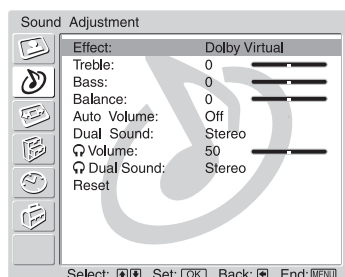 Sound Adjustment
Effect: Dolby Virtual
Treble: 0
Bass: 0
Balance: 0
Auto Volume: Off
Dual Sound: Stereo
Volume: 50
Dual Sound: Stereo
Reset
Select: Set: OK Back: End: MENU